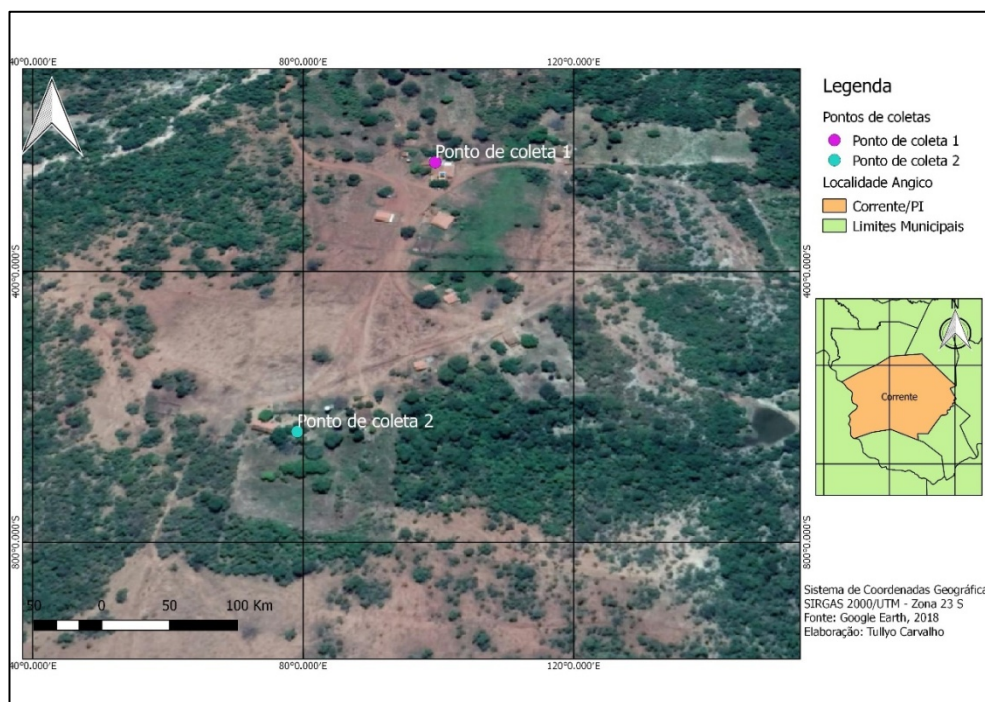 40°0.000'E
80°0.000'E
120°0.000'E
400°0.000'S
400°0.000'S
800°0.000'S
800°0.000'S
Ponto de coleta 1
Ponto de coleta 2
50 0 50 100 Km
40°0.000'E
80°0.000'E
120°0.000'E
Legenda
Pontos de coletas
Ponto de coleta 1
Ponto de coleta 2
Localidade Angico
Corrente/PI
Limites Municipais
N
Corrente
Sistema de Coordenadas Geográfica
SIRGAS 2000/UTM - Zona 23 S
Fonte: Google Earth, 2018
Elaboração: Tullyo Carvalho